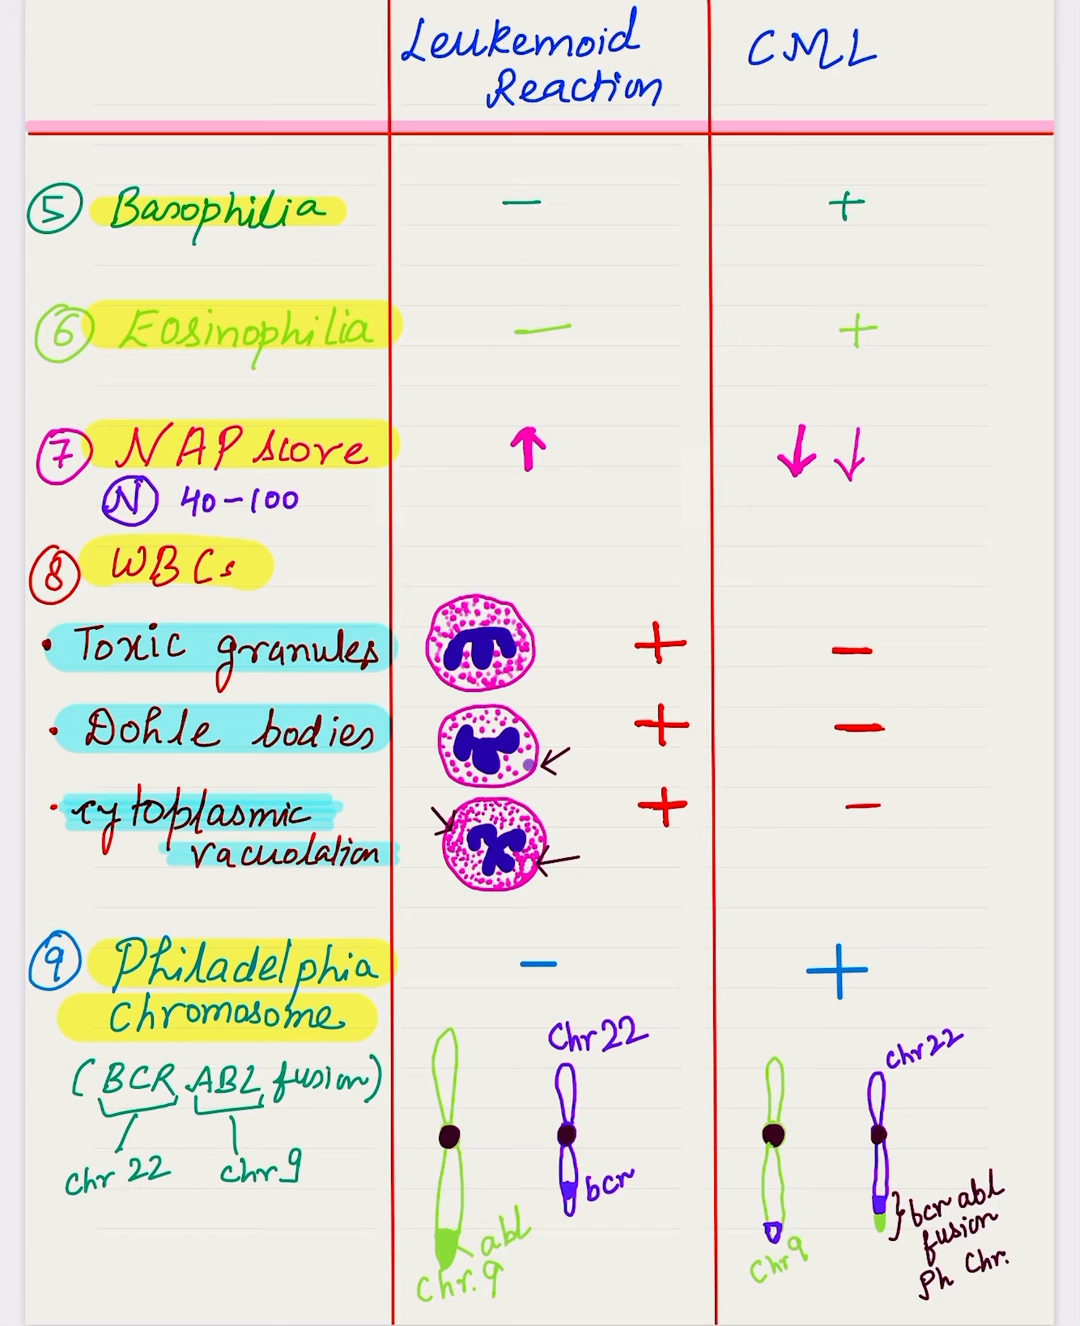 Leukemoid Reaction CML
⑤ Basophilia − +
⑥ Eosinophilia − +
⑦ NAP score ↑ ↓ ↓
Ⓝ 40-100
⑧ WBCs
• Toxic granules + −
• Dohle bodies + −
• cytoplasmic vacuolation + −
⑨ Philadelphia − +
chromosome
(BCR ABL fusion)
chr 22 chr 9
Chr 22
bcr
abl
Chr. 9
chr 22
bcr abl
fusion
Ph Chr.
Chr 9